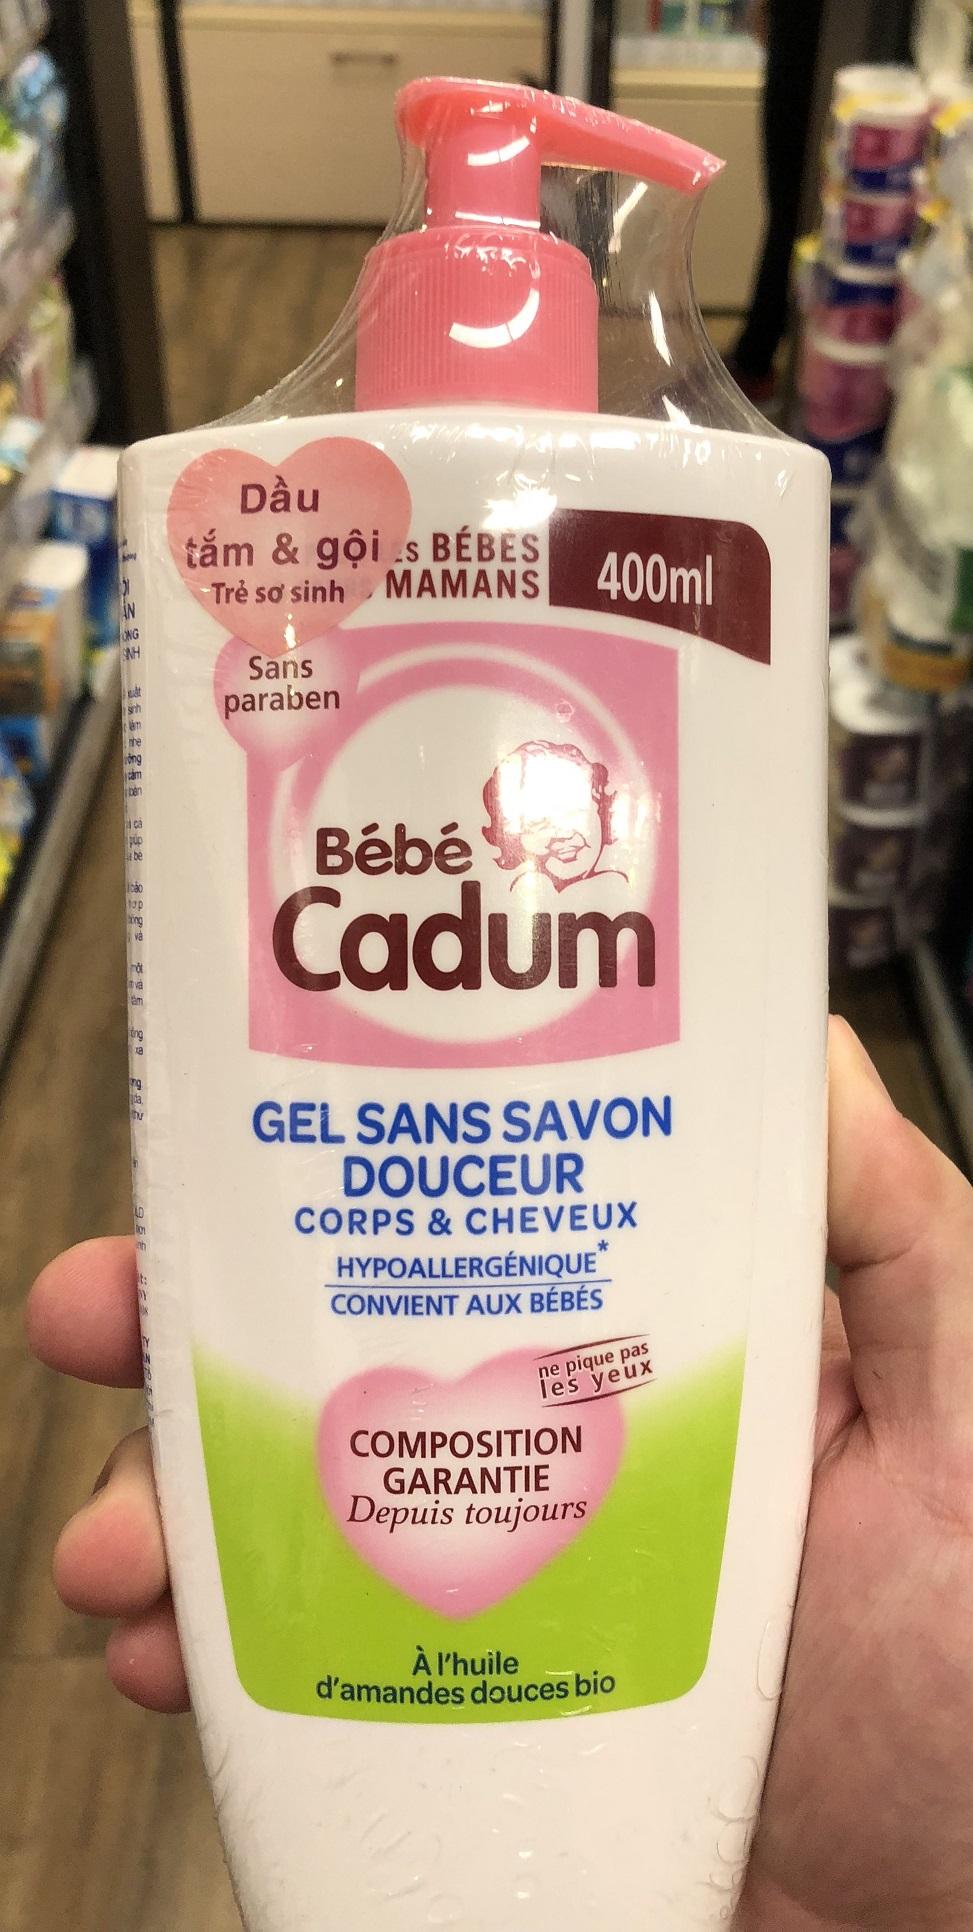 Dầu
tắm & gội
Trẻ sơ sinh
BÉBÉS
MAMANS
400ml
Sans
paraben
Bébé
Cadum
GEL SANS SAVON
DOUCEUR
CORPS & CHEVEUX
HYPOALLERGÉNIQUE*
CONVIENT AUX BÉBÉS
ne pique pas
les yeux
COMPOSITION
GARANTIE
Depuis toujours
À l'huile
d'amandes douces bio